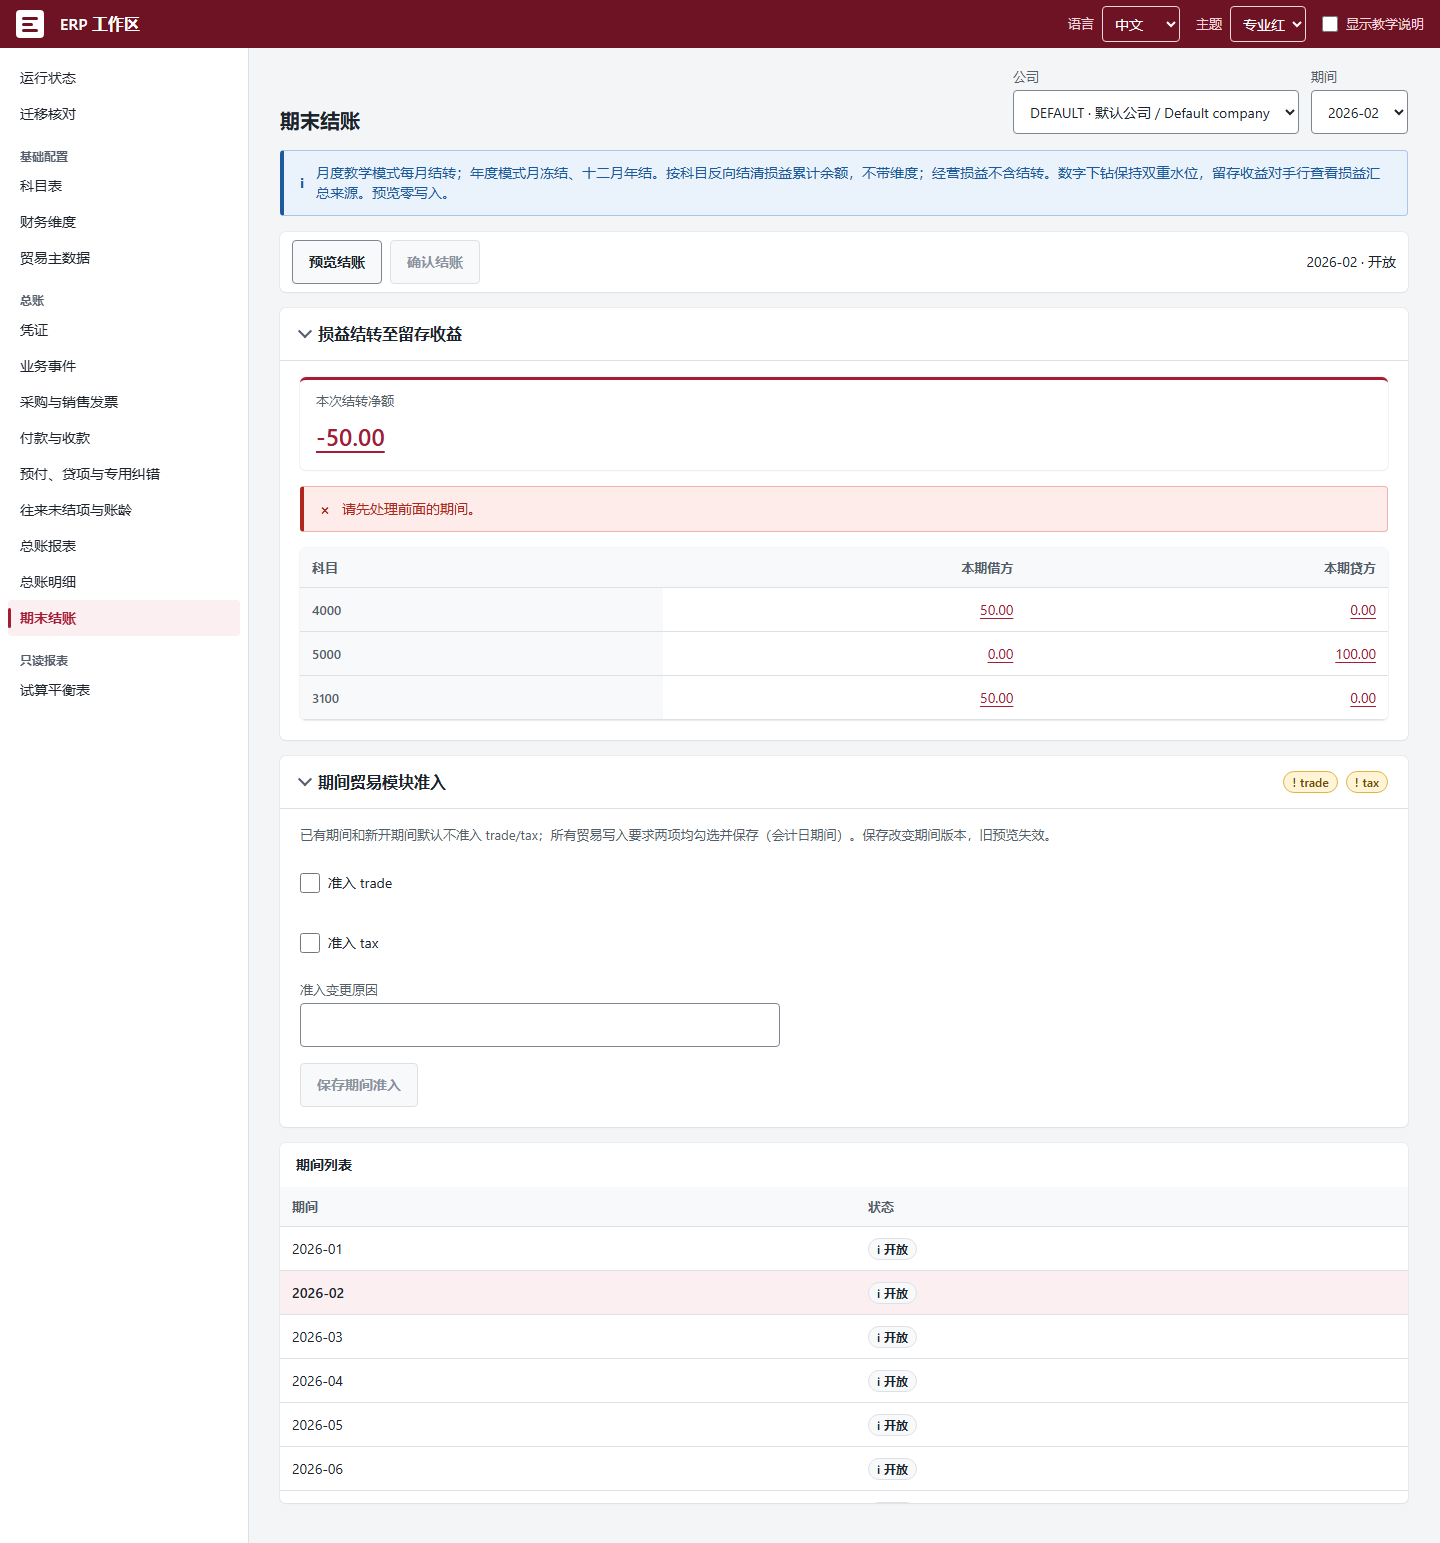 ERP 工作区
语言 中文 主题 专业红 显示教学说明
运行状态
迁移核对
基础配置
科目表
财务维度
贸易主数据
总账
凭证
业务事件
采购与销售发票
付款与收款
预付、贷项与专用纠错
往来未结项与账龄
总账报表
总账明细
期末结账
只读报表
试算平衡表
期末结账
公司
DEFAULT · 默认公司 / Default company
期间
2026-02
i 月度教学模式每月结转；年度模式月冻结、十二月年结。按科目反向结清损益累计余额，不带维度；经营损益不含结转。数字下钻保持双重水位，留存收益对手行查看损益汇
总来源。预览零写入。
预览结账 确认结账 2026-02 · 开放
损益结转至留存收益
本次结转净额
-50.00
× 请先处理前面的期间。
科目 本期借方 本期贷方
4000 50.00 0.00
5000 0.00 100.00
3100 50.00 0.00
期间贸易模块准入 ! trade ! tax
已有期间和新开期间默认不准入 trade/tax；所有贸易写入要求两项均勾选并保存（会计日期间）。保存改变期间版本，旧预览失效。
准入 trade
准入 tax
准入变更原因
保存期间准入
期间列表
期间 状态
2026-01 i 开放
2026-02 i 开放
2026-03 i 开放
2026-04 i 开放
2026-05 i 开放
2026-06 i 开放